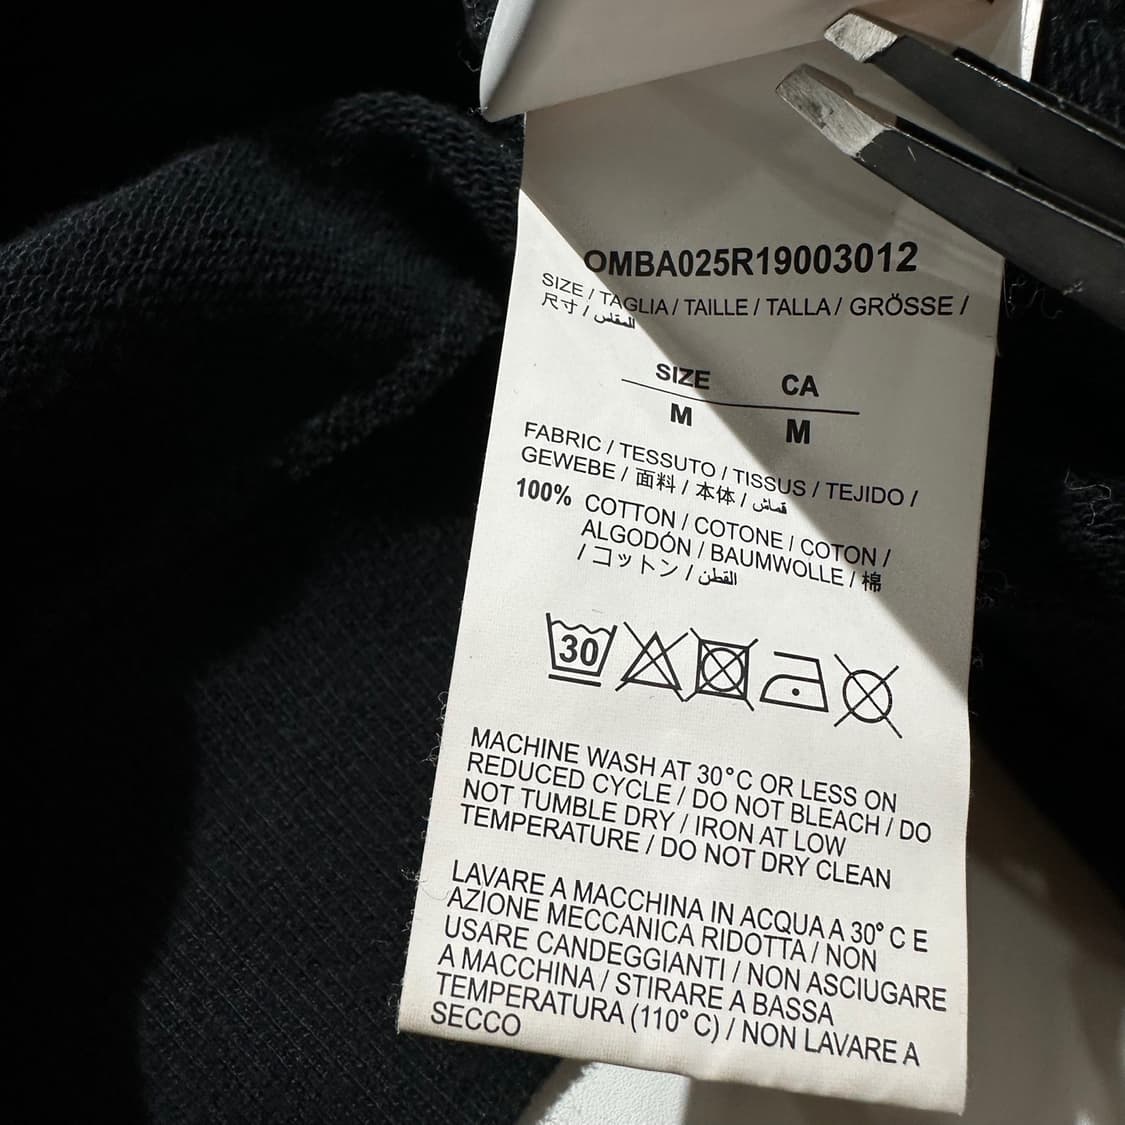 OMBA025R19003012
SIZE / TAGLIA / TAILLE / TALLA / GRÖSSE /
尺寸 / المقاس
SIZE CA
M M
FABRIC / TESSUTO / TISSUS / TEJIDO /
GEWEBE / 面料 / 本体 / قماش
100% COTTON / COTONE / COTON /
ALGODÓN / BAUMWOLLE / 棉
/ コットン / القطن
30
MACHINE WASH AT 30°C OR LESS ON
REDUCED CYCLE / DO NOT BLEACH / DO
NOT TUMBLE DRY / IRON AT LOW
TEMPERATURE / DO NOT DRY CLEAN
LAVARE A MACCHINA IN ACQUA A 30° C E
AZIONE MECCANICA RIDOTTA / NON
USARE CANDEGGIANTI / NON ASCIUGARE
A MACCHINA / STIRARE A BASSA
TEMPERATURA (110° C) / NON LAVARE A
SECCO